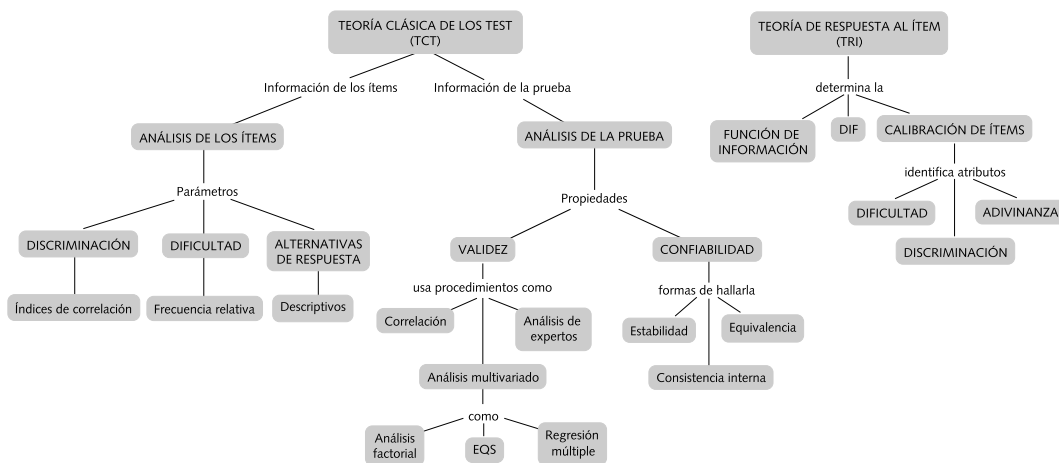 TEORÍA CLÁSICA DE LOS TEST
(TCT)
Información de los ítems
Información de la prueba
ANÁLISIS DE LOS ÍTEMS
ANÁLISIS DE LA PRUEBA
Parámetros
Propiedades
DISCRIMINACIÓN
DIFICULTAD
ALTERNATIVAS
DE RESPUESTA
Índices de correlación
Frecuencia relativa
Descriptivos
VALIDEZ
CONFIABILIDAD
usa procedimientos como
formas de hallarla
Correlación
Análisis de
expertos
Estabilidad
Equivalencia
Análisis multivariado
Consistencia interna
como
Análisis
factorial
EQS
Regresión
múltiple
TEORÍA DE RESPUESTA AL ÍTEM
(TRI)
determina la
FUNCIÓN DE
INFORMACIÓN
DIF
CALIBRACIÓN DE ÍTEMS
identifica atributos
DIFICULTAD
ADIVINANZA
DISCRIMINACIÓN